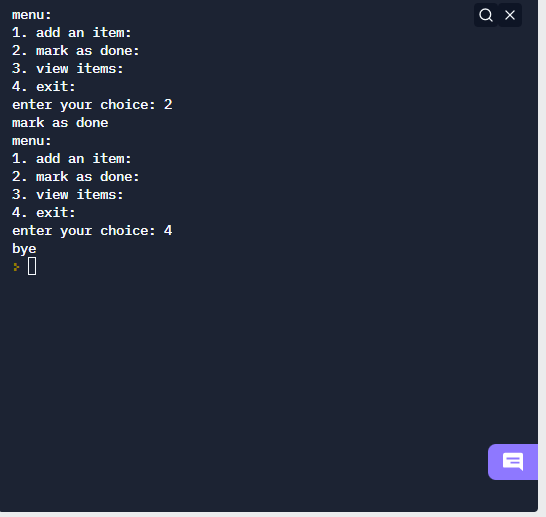 menu:
1. add an item:
2. mark as done:
3. view items:
4. exit:
enter your choice: 2
mark as done
menu:
1. add an item:
2. mark as done:
3. view items:
4. exit:
enter your choice: 4
bye
>